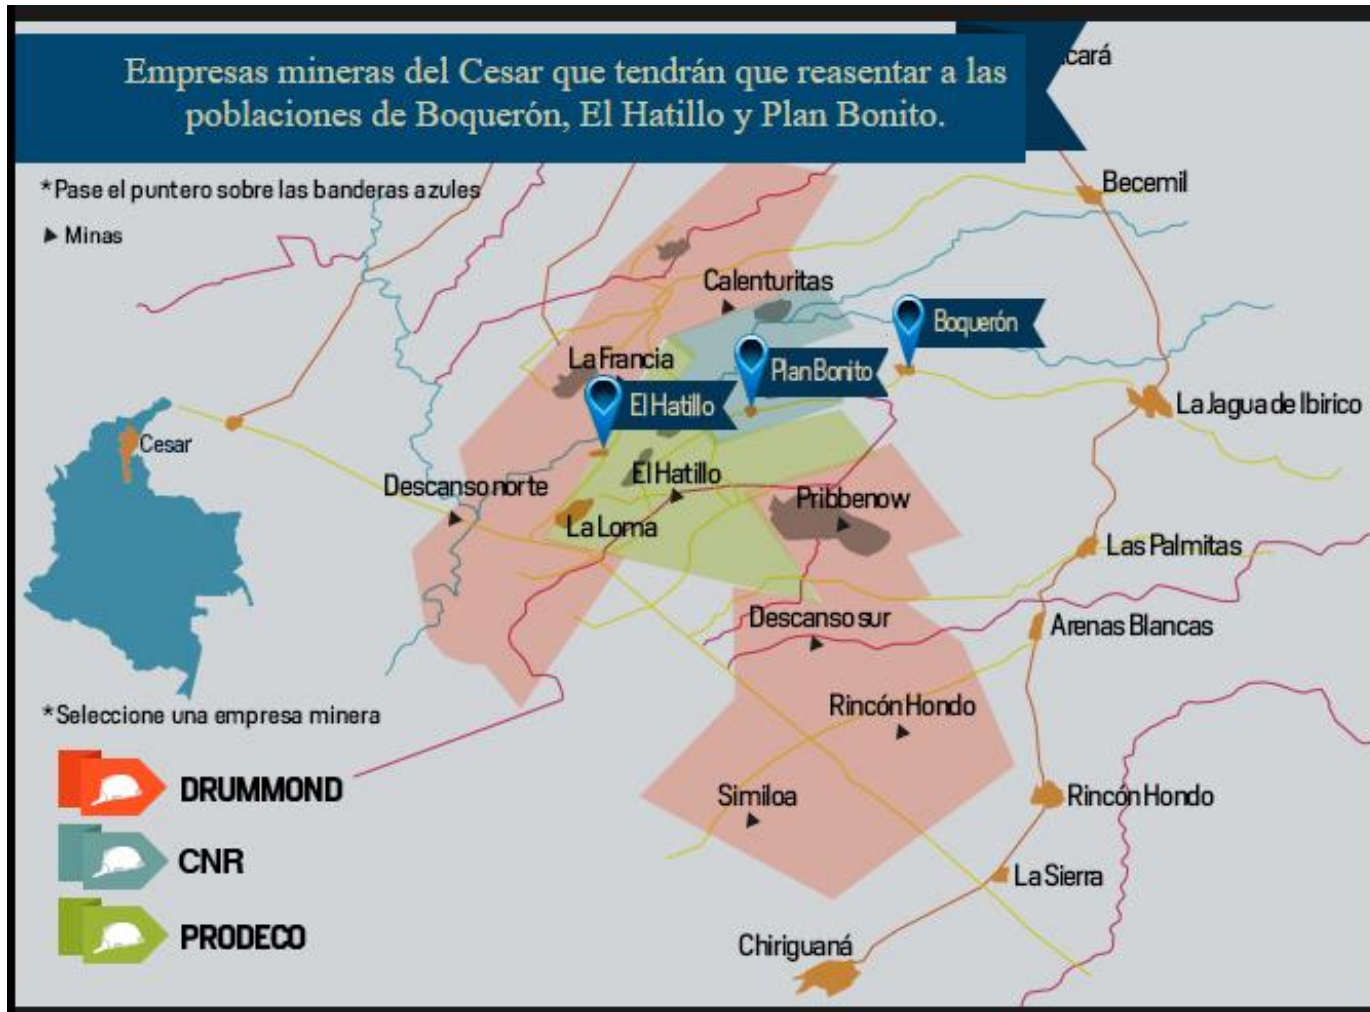 Empresas mineras del Cesar que tendrán que reasentar a las
poblaciones de Boquerón, El Hatillo y Plan Bonito.
cará
*Pase el puntero sobre las banderas azules
Minas
Becemil
Calenturitas
Boquerón
La Francia
Plan Bonito
El Hatillo
La Jagua de Ibirico
Cesar
Descanso norte
El Hatillo
Pribbenow
La Loma
Las Palmitas
Descanso sur
Arenas Blancas
*Seleccione una empresa minera
Rincón Hondo
DRUMMOND
Similoa
Rincón Hondo
CNR
La Sierra
PRODECO
Chiriguaná